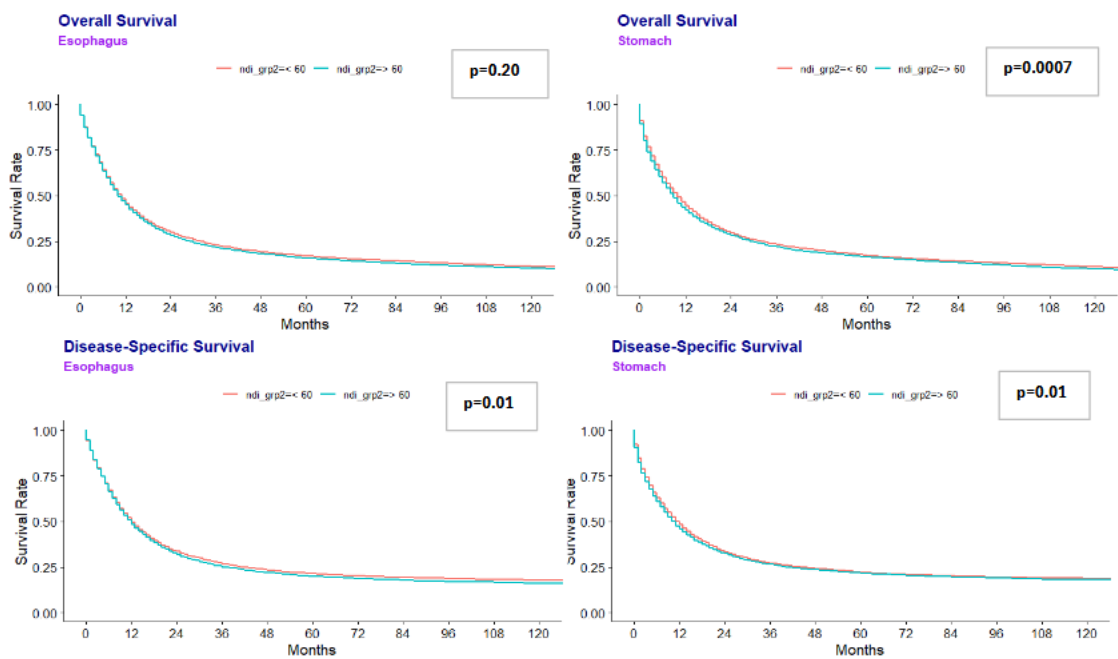 Overall Survival
Esophagus
p=0.20
ndi_grp2=< 60 ndi_grp2=> 60
1.00
0.75
0.50
0.25
0.00
Survival Rate
0 12 24 36 48 60 72 84 96 108 120
Months
Overall Survival
Stomach
p=0.0007
ndi_grp2=< 60 ndi_grp2=> 60
1.00
0.75
0.50
0.25
0.00
Survival Rate
0 12 24 36 48 60 72 84 96 108 120
Months
Disease-Specific Survival
Esophagus
p=0.01
ndi_grp2=< 60 ndi_grp2=> 60
1.00
0.75
0.50
0.25
0.00
Survival Rate
0 12 24 36 48 60 72 84 96 108 120
Months
Disease-Specific Survival
Stomach
p=0.01
ndi_grp2=< 60 ndi_grp2=> 60
1.00
0.75
0.50
0.25
0.00
Survival Rate
0 12 24 36 48 60 72 84 96 108 120
Months